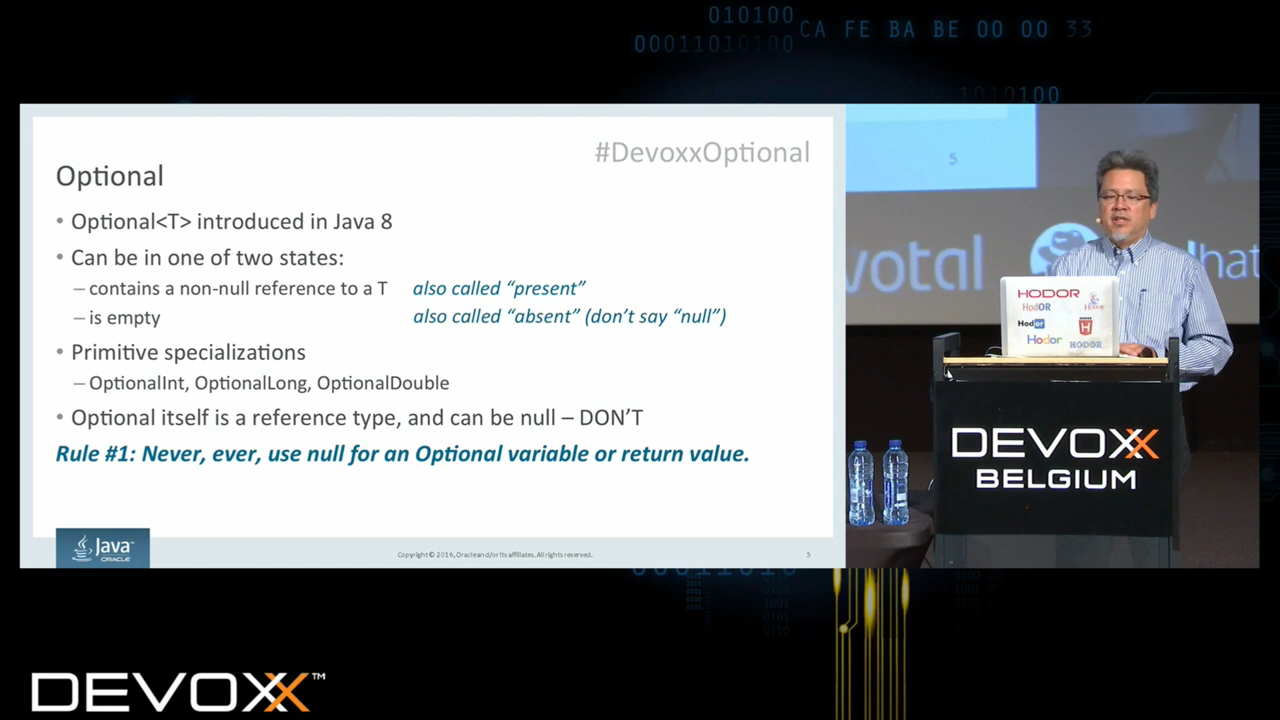 010100
00011010100
CA FE BA BE 00 00 33
11010100
#DevoxxOptional
Optional
• Optional<T> introduced in Java 8
• Can be in one of two states:
– contains a non-null reference to a T also called “present”
– is empty also called “absent” (don’t say “null”)
• Primitive specializations
– OptionalInt, OptionalLong, OptionalDouble
• Optional itself is a reference type, and can be null – DON’T
Rule #1: Never, ever, use null for an Optional variable or return value.
Java™
ORACLE
Copyright © 2016, Oracle and/or its affiliates. All rights reserved.
5
5
votal
hat
HODOR
HodOR
Hodor
Hodor
HODOR
DEVOXX
BELGIUM
DEVOXX™